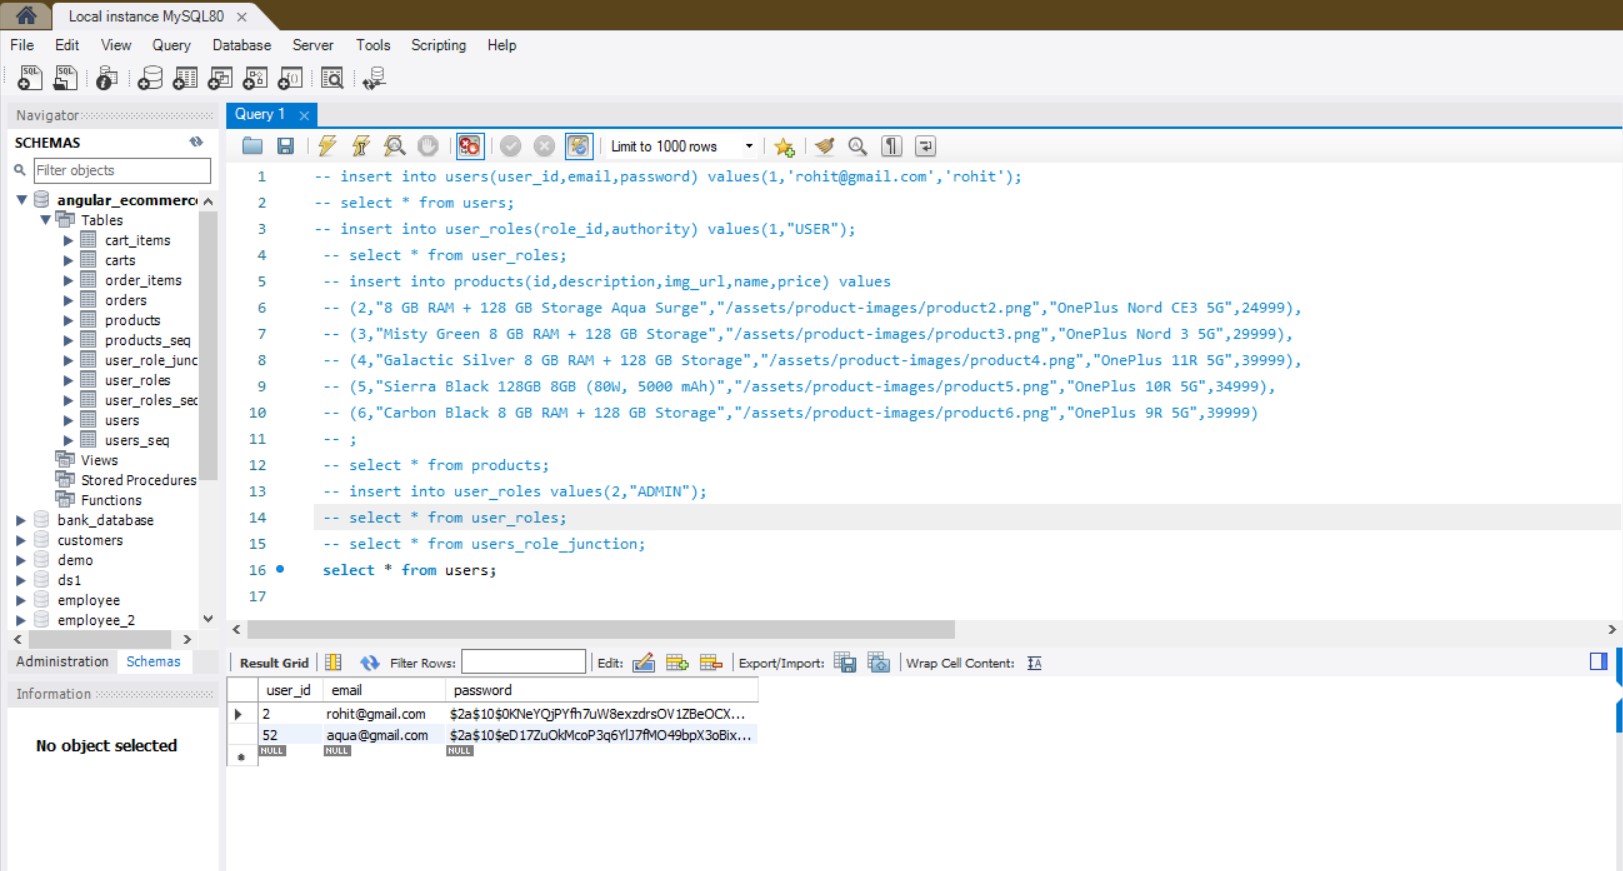 Local instance MySQL80
File Edit View Query Database Server Tools Scripting Help
Navigator
SCHEMAS
Filter objects
angular_ecommerc
Tables
cart_items
carts
order_items
orders
products
products_seq
user_role_junc
user_roles
user_roles_sec
users
users_seq
Views
Stored Procedures
Functions
bank_database
customers
demo
ds1
employee
employee_2
Administration Schemas
Information
No object selected
Query 1
Limit to 1000 rows
1 -- insert into users(user_id,email,password) values(1,'rohit@gmail.com','rohit');
2 -- select * from users;
3 -- insert into user_roles(role_id,authority) values(1,"USER");
4 -- select * from user_roles;
5 -- insert into products(id,description,img_url,name,price) values
6 -- (2,"8 GB RAM + 128 GB Storage Aqua Surge","/assets/product-images/product2.png","OnePlus Nord CE3 5G",24999),
7 -- (3,"Misty Green 8 GB RAM + 128 GB Storage","/assets/product-images/product3.png","OnePlus Nord 3 5G",29999),
8 -- (4,"Galactic Silver 8 GB RAM + 128 GB Storage","/assets/product-images/product4.png","OnePlus 11R 5G",39999),
9 -- (5,"Sierra Black 128GB 8GB (80W, 5000 mAh)","/assets/product-images/product5.png","OnePlus 10R 5G",34999),
10 -- (6,"Carbon Black 8 GB RAM + 128 GB Storage","/assets/product-images/product6.png","OnePlus 9R 5G",39999)
11 -- ;
12 -- select * from products;
13 -- insert into user_roles values(2,"ADMIN");
14 -- select * from user_roles;
15 -- select * from users_role_junction;
16 select * from users;
17
Result Grid Filter Rows: Edit: Export/Import: Wrap Cell Content:
user_id email password
2 rohit@gmail.com $2a$10$0KNeYQjPYfh7uW8exzdrsOV1ZBeOCX...
52 aqua@gmail.com $2a$10$eD17ZuOkMcoP3q6YlJ7fMO49bpX3oBix...
NULL NULL NULL